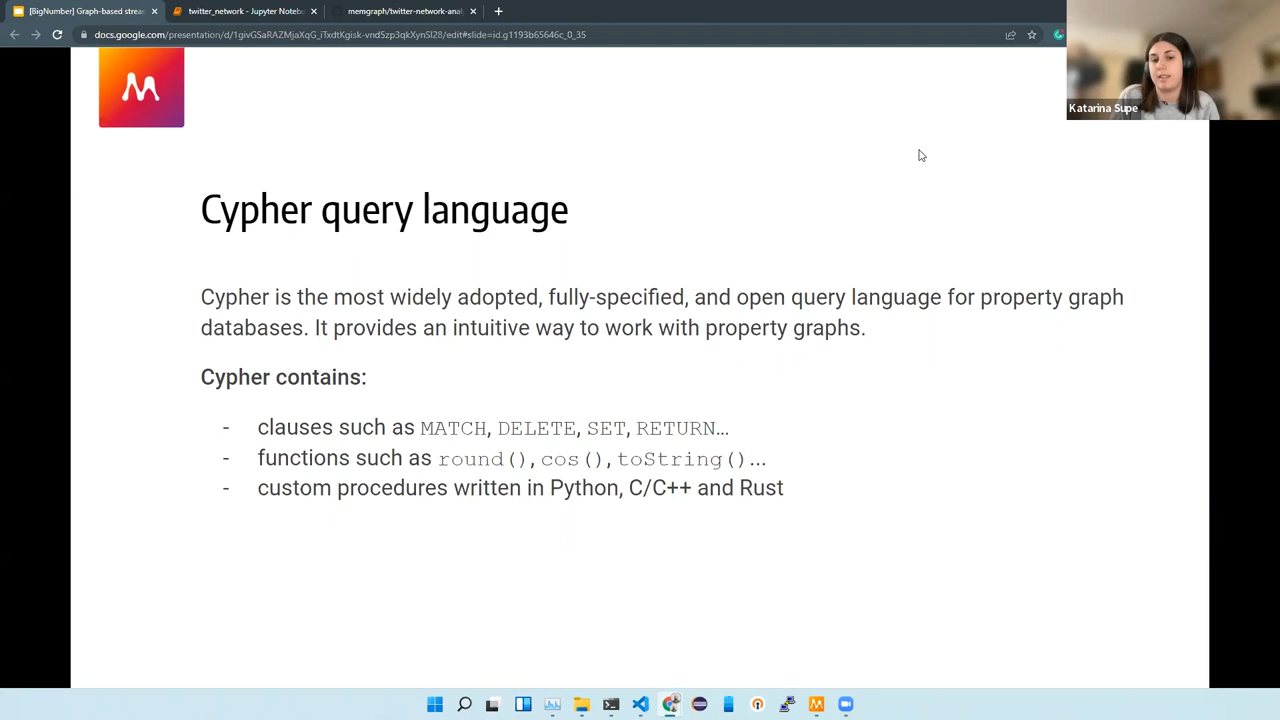 [BigNumber] Graph-based strea
twitter_network - Jupyter Notebo
memgraph/twitter-network-anal
docs.google.com/presentation/d/1givGSaRAZMjaXqG_iTxdtKgisk-vnd5zp3qkXynSI28/edit#slide=id.g1193b65646c_0_35
Katarina Supe
Cypher query language
Cypher is the most widely adopted, fully-specified, and open query language for property graph
databases. It provides an intuitive way to work with property graphs.
Cypher contains:
- clauses such as MATCH, DELETE, SET, RETURN…
- functions such as round(), cos(), toString()…
- custom procedures written in Python, C/C++ and Rust